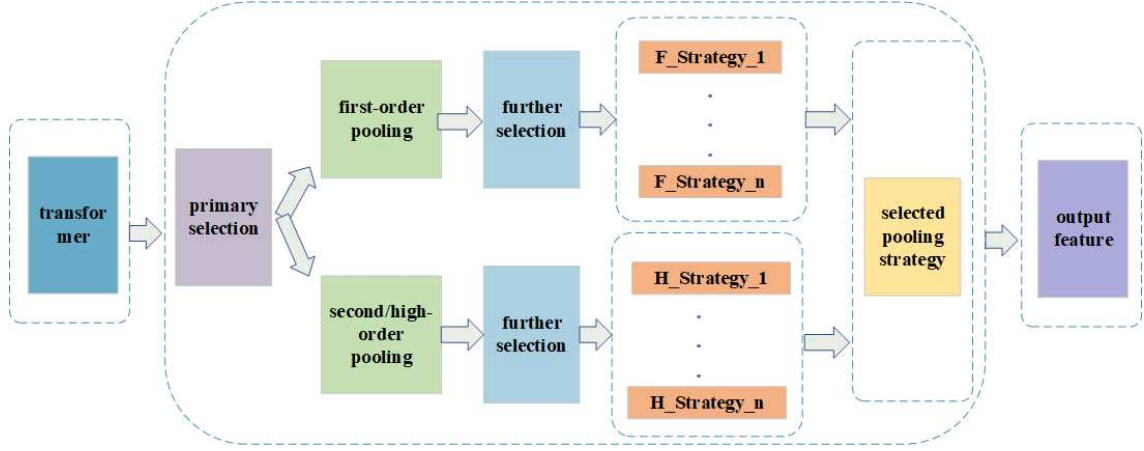 transfor
mer
primary
selection
first-order
pooling
further
selection
F_Strategy_1
F_Strategy_n
second/high-
order
pooling
further
selection
H_Strategy_1
H_Strategy_n
selected
pooling
strategy
output
feature